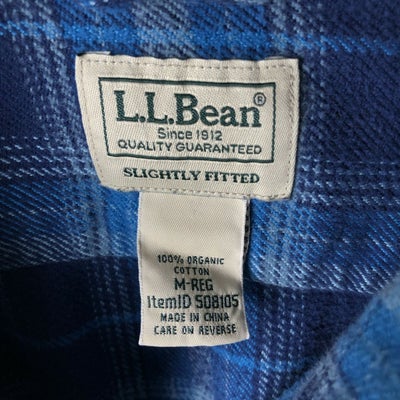 L.L.Bean®
Since 1912
QUALITY GUARANTEED
SLIGHTLY FITTED
100% ORGANIC
COTTON
M-REG
ItemID 508105
MADE IN CHINA
CARE ON REVERSE